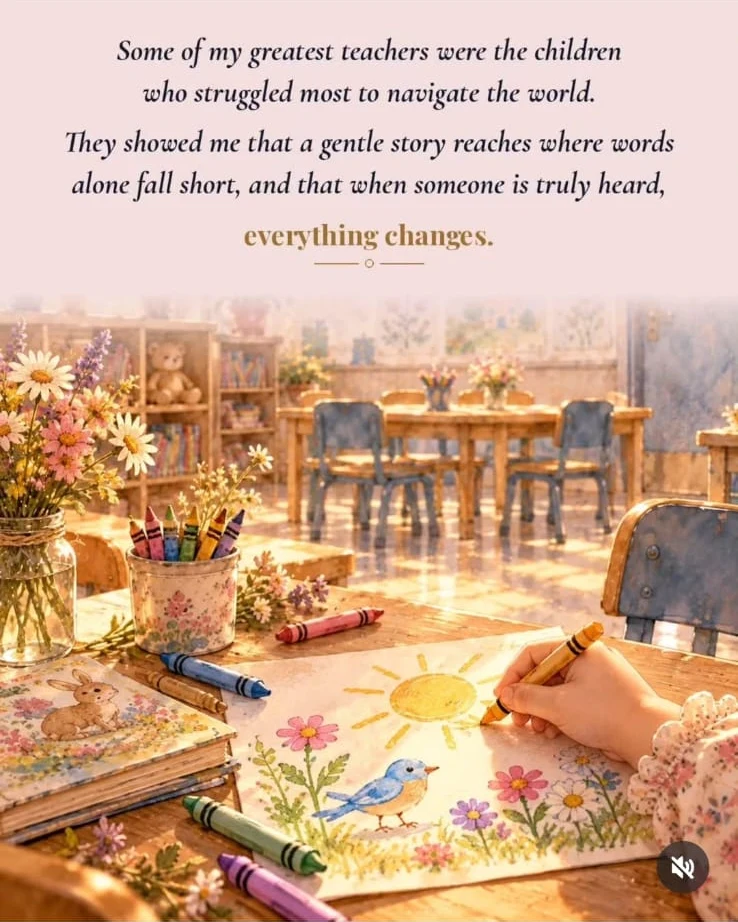 Some of my greatest teachers were the children
who struggled most to navigate the world.
They showed me that a gentle story reaches where words
alone fall short, and that when someone is truly heard,
everything changes.